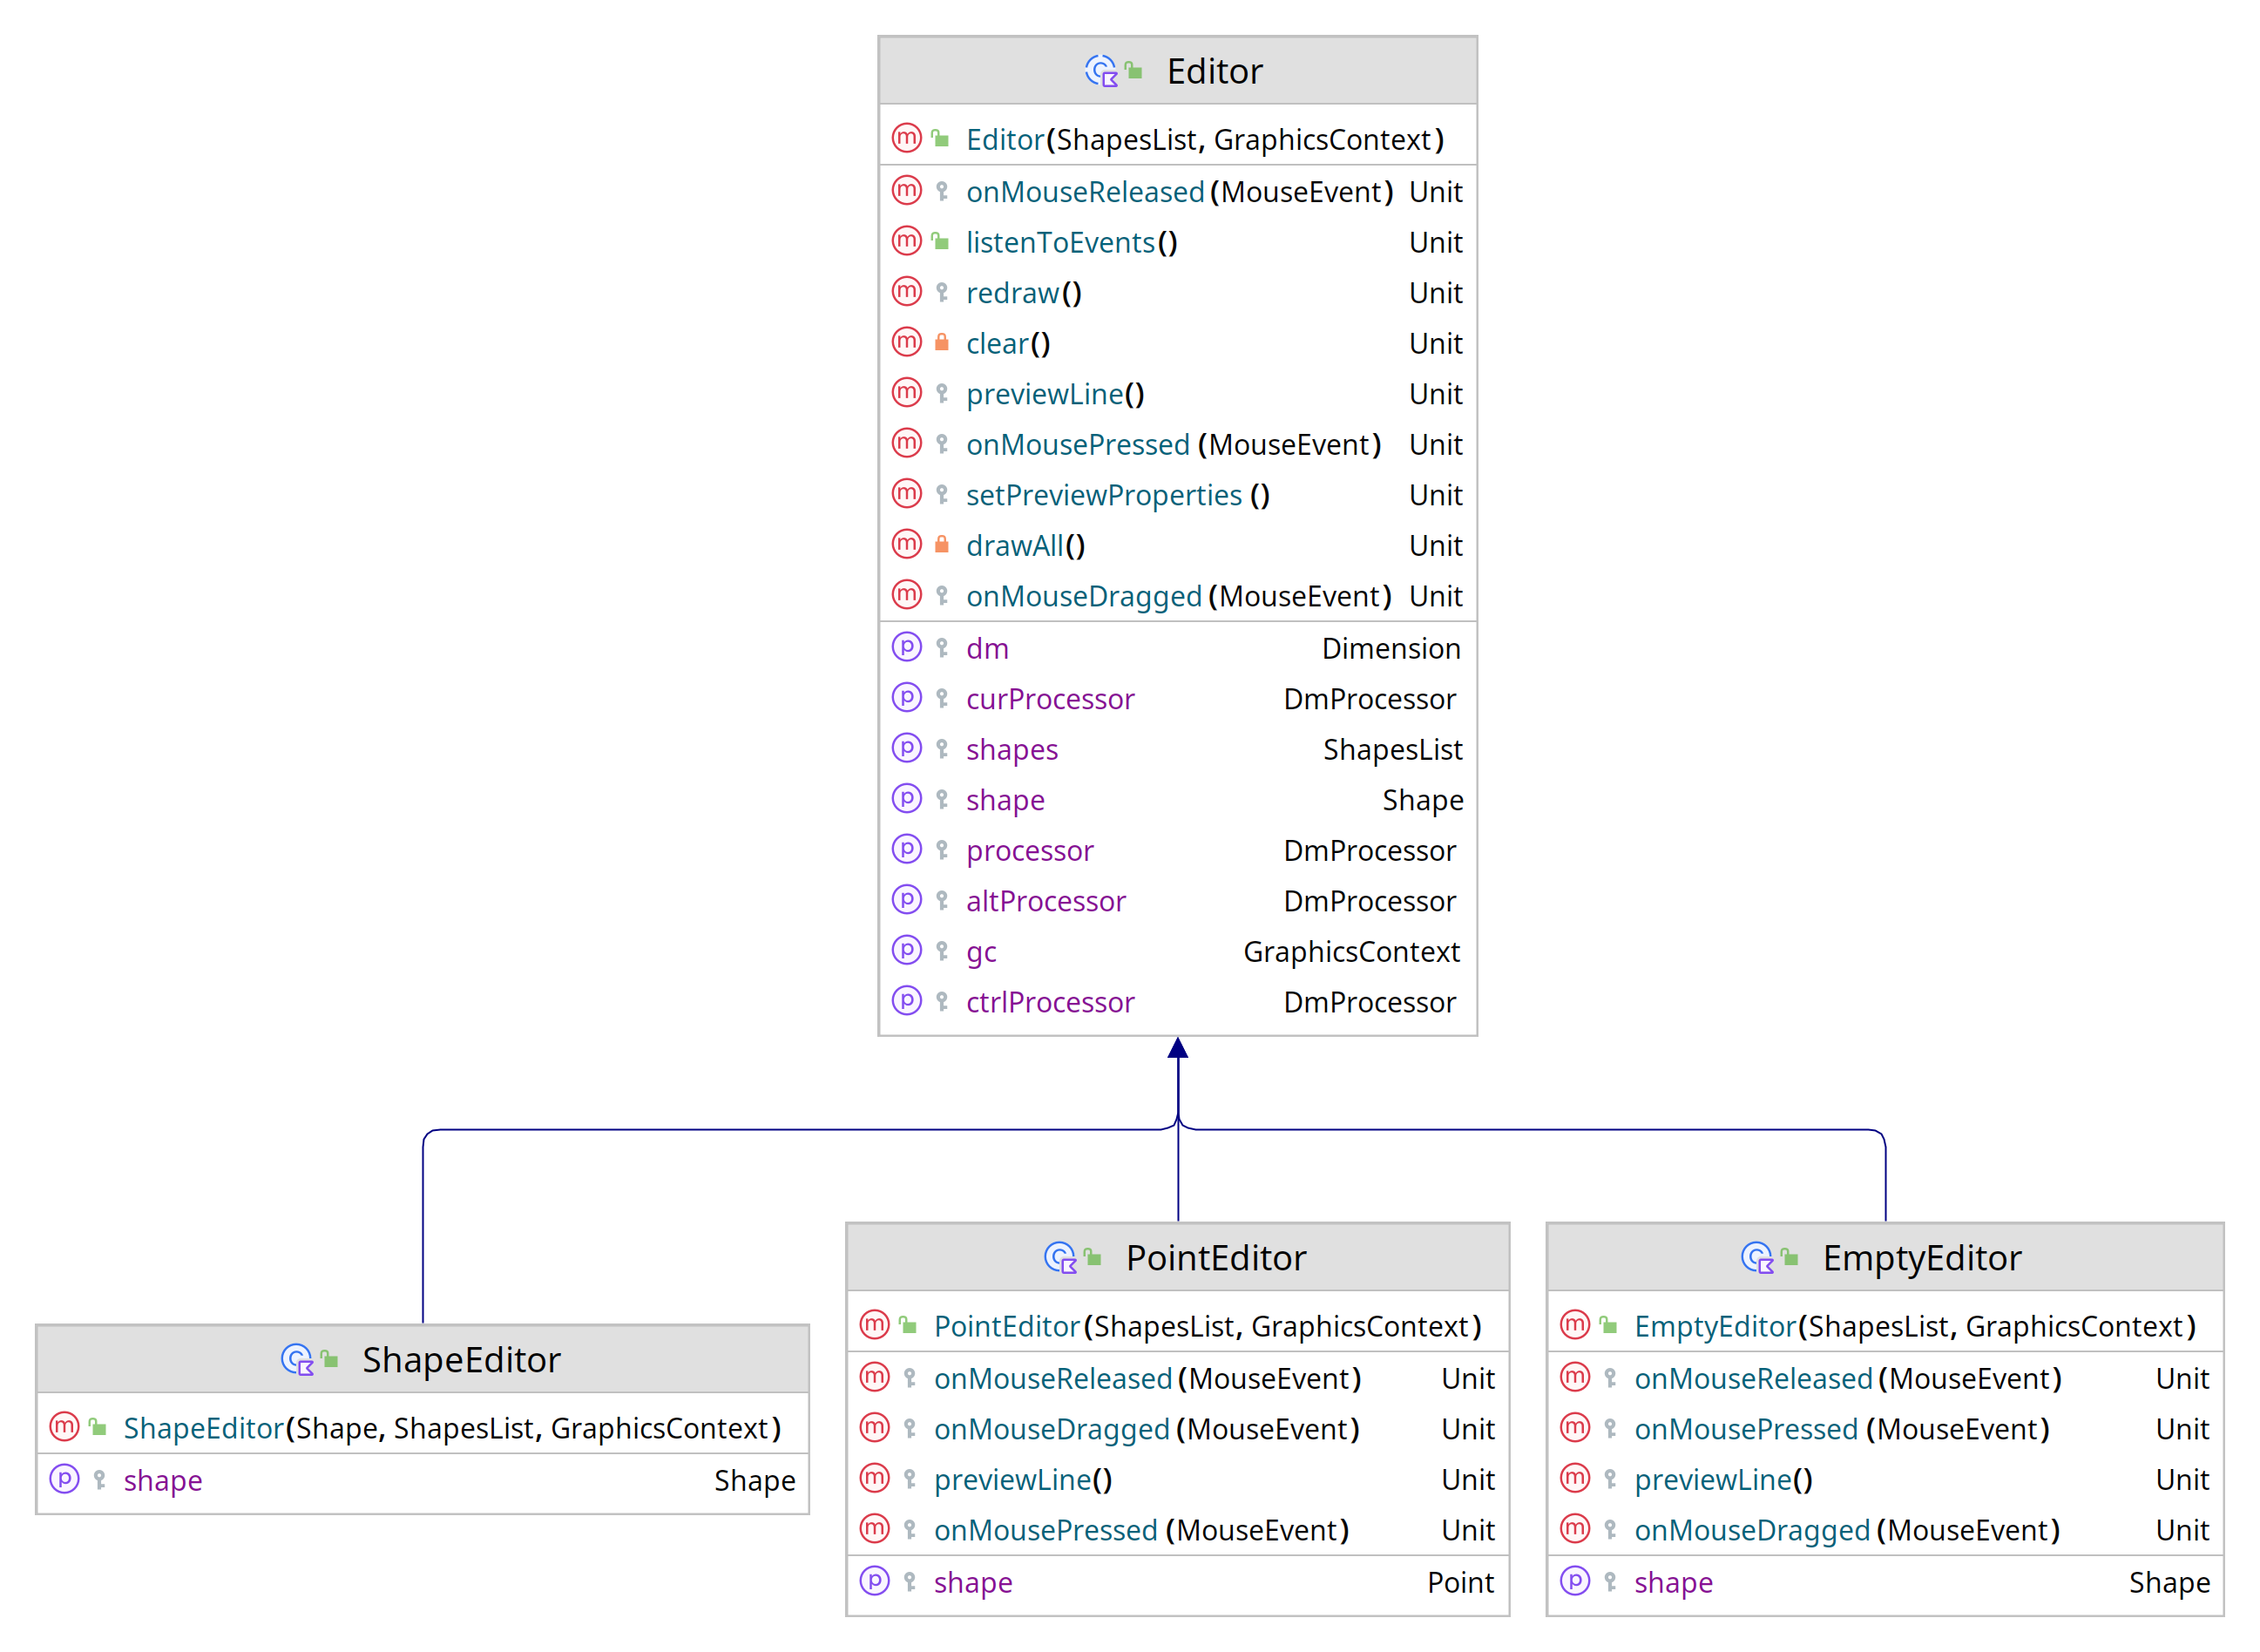 Editor
Editor(ShapesList, GraphicsContext)
onMouseReleased(MouseEvent) Unit
listenToEvents() Unit
redraw() Unit
clear() Unit
previewLine() Unit
onMousePressed(MouseEvent) Unit
setPreviewProperties() Unit
drawAll() Unit
onMouseDragged(MouseEvent) Unit
dm Dimension
curProcessor DmProcessor
shapes ShapesList
shape Shape
processor DmProcessor
altProcessor DmProcessor
gc GraphicsContext
ctrlProcessor DmProcessor
ShapeEditor
ShapeEditor(Shape, ShapesList, GraphicsContext)
shape Shape
PointEditor
PointEditor(ShapesList, GraphicsContext)
onMouseReleased(MouseEvent) Unit
onMouseDragged(MouseEvent) Unit
previewLine() Unit
onMousePressed(MouseEvent) Unit
shape Point
EmptyEditor
EmptyEditor(ShapesList, GraphicsContext)
onMouseReleased(MouseEvent) Unit
onMousePressed(MouseEvent) Unit
previewLine() Unit
onMouseDragged(MouseEvent) Unit
shape Shape